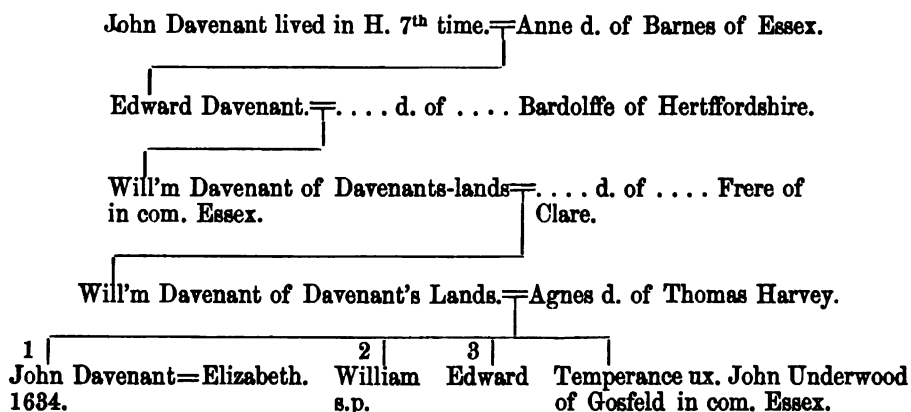 John Davenant lived in H. 7th time.=Anne d. of Barnes of Essex.
Edward Davenant.=.... d. of .... Bardolffe of Hertffordshire.
Will'm Davenant of Davenants-lands=.... d. of .... Frere of
in com. Essex. Clare.
Will'm Davenant of Davenant's Lands.=Agnes d. of Thomas Harvey.
1 2 3
John Davenant=Elizabeth. William Edward Temperance ux. John Underwood
1634. s.p. of Gosfeld in com. Essex.